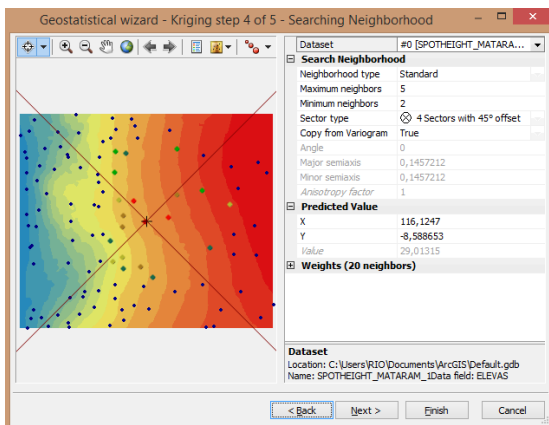 Geostatistical wizard - Kriging step 4 of 5 - Searching Neighborhood
Dataset #0 [SPOTHEIGHT_MATARA...
Search Neighborhood
Neighborhood type Standard
Maximum neighbors 5
Minimum neighbors 2
Sector type 4 Sectors with 45° offset
Copy from Variogram True
Angle 0
Major semiaxis 0,1457212
Minor semiaxis 0,1457212
Anisotropy factor 1
Predicted Value
X 116,1247
Y -8,588653
Value 29,01315
Weights (20 neighbors)
Dataset
Location: C:\Users\RIO\Documents\ArcGIS\Default.gdb
Name: SPOTHEIGHT_MATARAM_1Data field: ELEVAS
< Back Next > Finish Cancel